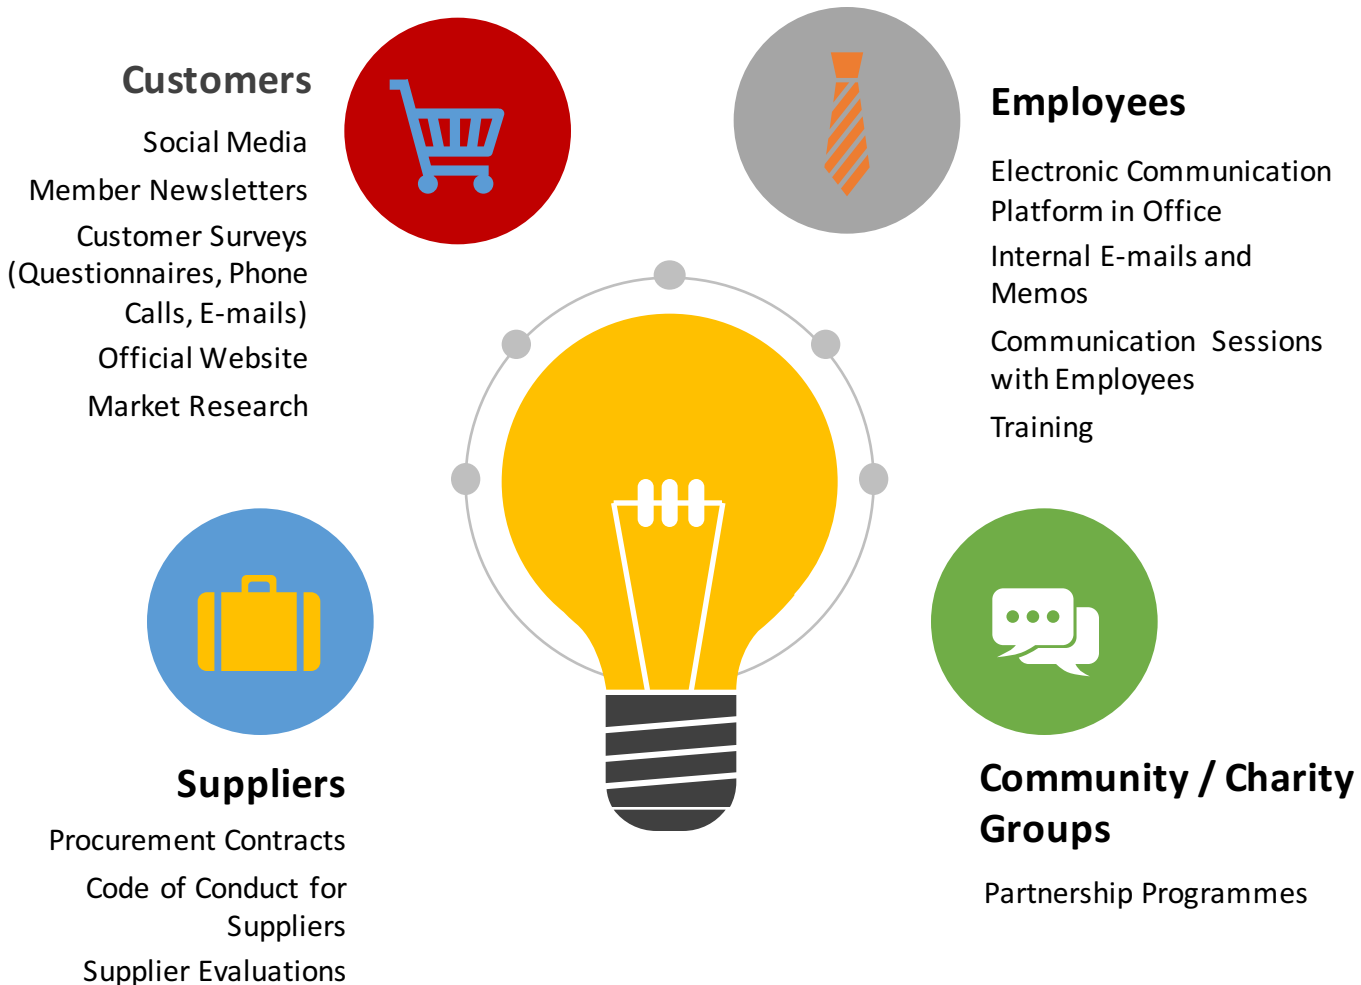 Customers
Social Media
Member Newsletters
Customer Surveys
(Questionnaires, Phone
Calls, E-mails)
Official Website
Market Research
Employees
Electronic Communication
Platform in Office
Internal E-mails and
Memos
Communication Sessions
with Employees
Training
Suppliers
Procurement Contracts
Code of Conduct for
Suppliers
Supplier Evaluations
Community / Charity
Groups
Partnership Programmes